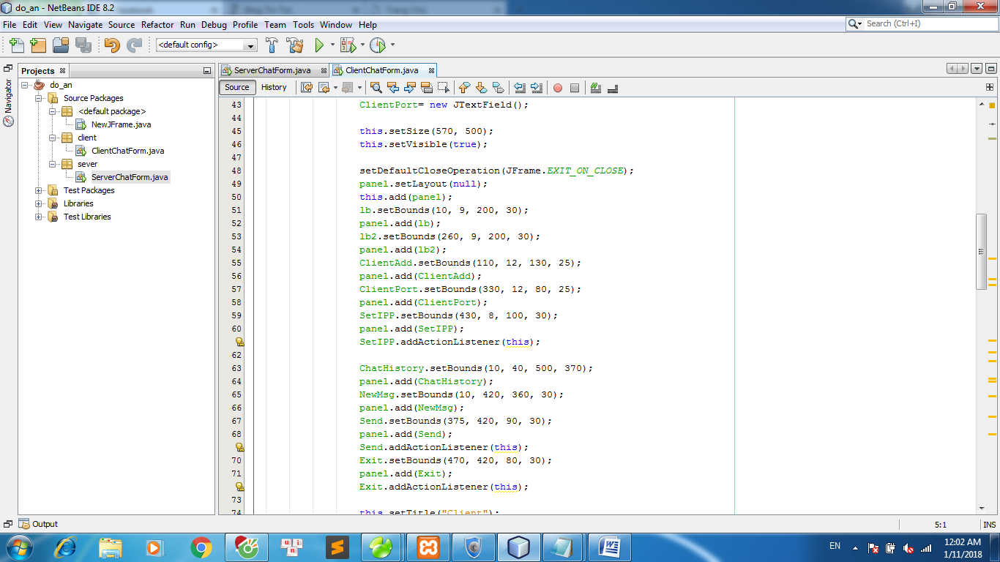 do_an - NetBeans IDE 8.2
File Edit View Navigate Source Refactor Run Debug Profile Team Tools Window Help
Search (Ctrl+I)
<default config>
Projects
ServerChatForm.java
ClientChatForm.java
Navigator
Source History
do_an
Source Packages
<default package>
NewJFrame.java
client
ClientChatForm.java
sever
ServerChatForm.java
Test Packages
Libraries
Test Libraries
43 ClientPort= new JTextField();
44
45 this.setSize(570, 500);
46 this.setVisible(true);
47
48 setDefaultCloseOperation(JFrame.EXIT_ON_CLOSE);
49 panel.setLayout(null);
50 this.add(panel);
51 lb.setBounds(10, 9, 200, 30);
52 panel.add(lb);
53 lb2.setBounds(260, 9, 200, 30);
54 panel.add(lb2);
55 ClientAdd.setBounds(110, 12, 130, 25);
56 panel.add(ClientAdd);
57 ClientPort.setBounds(330, 12, 80, 25);
58 panel.add(ClientPort);
59 SetIPP.setBounds(430, 8, 100, 30);
60 panel.add(SetIPP);
SetIPP.addActionListener(this);
62
63 ChatHistory.setBounds(10, 40, 500, 370);
64 panel.add(ChatHistory);
65 NewMsg.setBounds(10, 420, 360, 30);
66 panel.add(NewMsg);
67 Send.setBounds(375, 420, 90, 30);
68 panel.add(Send);
Send.addActionListener(this);
70 Exit.setBounds(470, 420, 80, 30);
71 panel.add(Exit);
Exit.addActionListener(this);
73
74 this.setTitle("Client");
Output
5:1 INS
EN
12:02 AM
1/11/2018